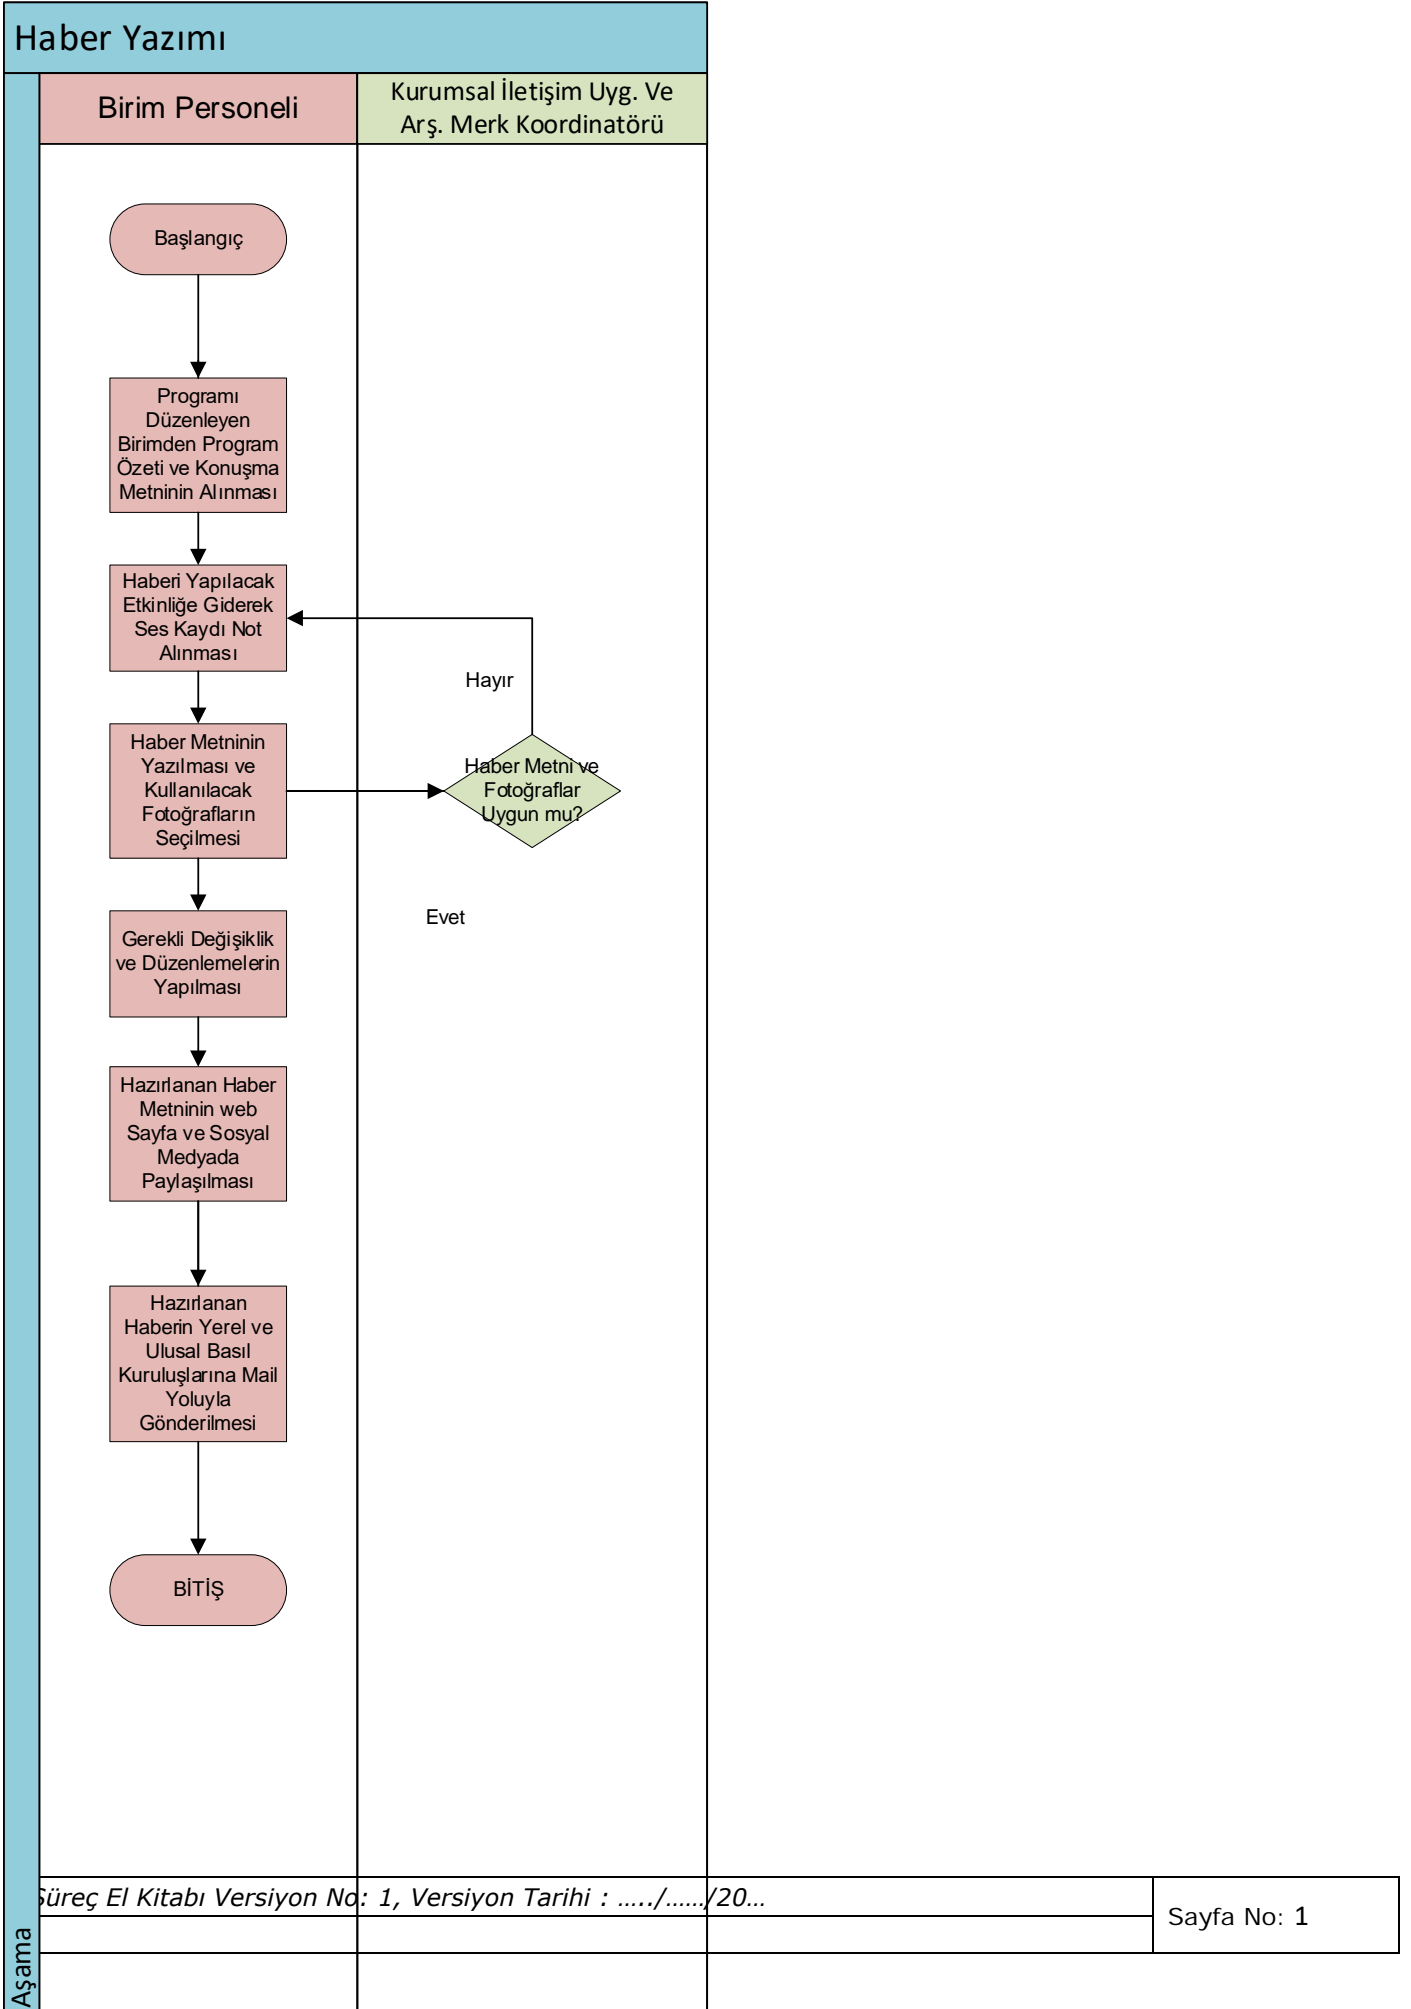 Haber Yazımı
Birim Personeli
Kurumsal İletişim Uyg. Ve
Arş. Merk Koordinatörü
Başlangıç
Programı
Düzenleyen
Birimden Program
Özeti ve Konuşma
Metninin Alınması
Haberi Yapılacak
Etkinliğe Giderek
Ses Kaydı Not
Alınması
Hayır
Haber Metninin
Yazılması ve
Kullanılacak
Fotoğrafların
Seçilmesi
Haber Metni ve
Fotoğraflar
Uygun mu?
Evet
Gerekli Değişiklik
ve Düzenlemelerin
Yapılması
Hazırlanan Haber
Metninin web
Sayfa ve Sosyal
Medyada
Paylaşılması
Hazırlanan
Haberin Yerel ve
Ulusal Basıl
Kuruluşlarına Mail
Yoluyla
Gönderilmesi
BİTİŞ
Süreç El Kitabı Versiyon No: 1, Versiyon Tarihi : …../……/20…
Sayfa No: 1
Aşama